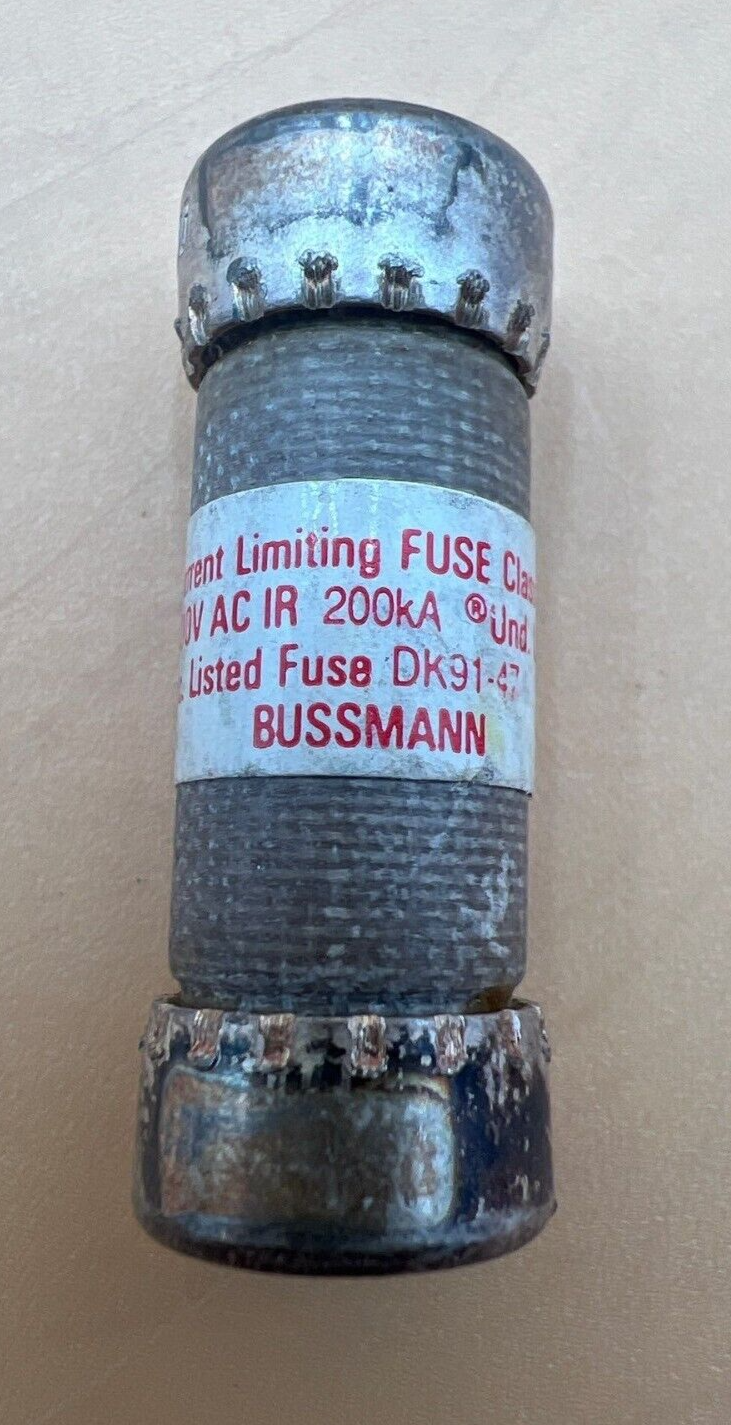 rrent Limiting FUSE Clas
0V AC IR 200kA ® Und.
. Listed Fuse DK91-47
BUSSMANN